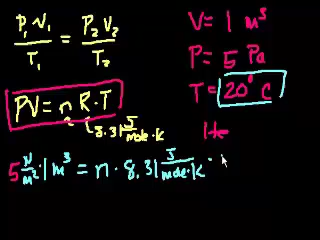 P₁V₁/T₁ = P₂V₂/T₂
V = 1 m³
P = 5 Pa
T = 20° C
PV = n R · T
8.31 J/mole · K
He
5 N/m² · 1 m³ = n · 8.31 J/mole · K ·